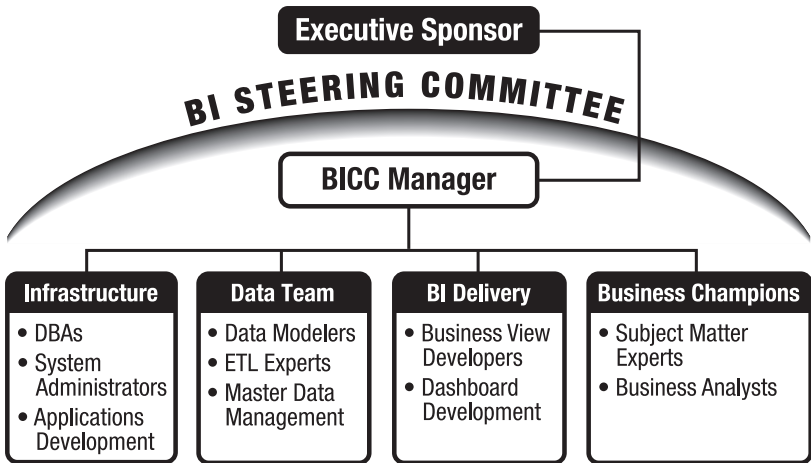 Executive Sponsor
BI STEERING COMMITTEE
BICC Manager
Infrastructure
• DBAs
• System
Administrators
• Applications
Development
Data Team
• Data Modelers
• ETL Experts
• Master Data
Management
BI Delivery
• Business View
Developers
• Dashboard
Development
Business Champions
• Subject Matter
Experts
• Business Analysts